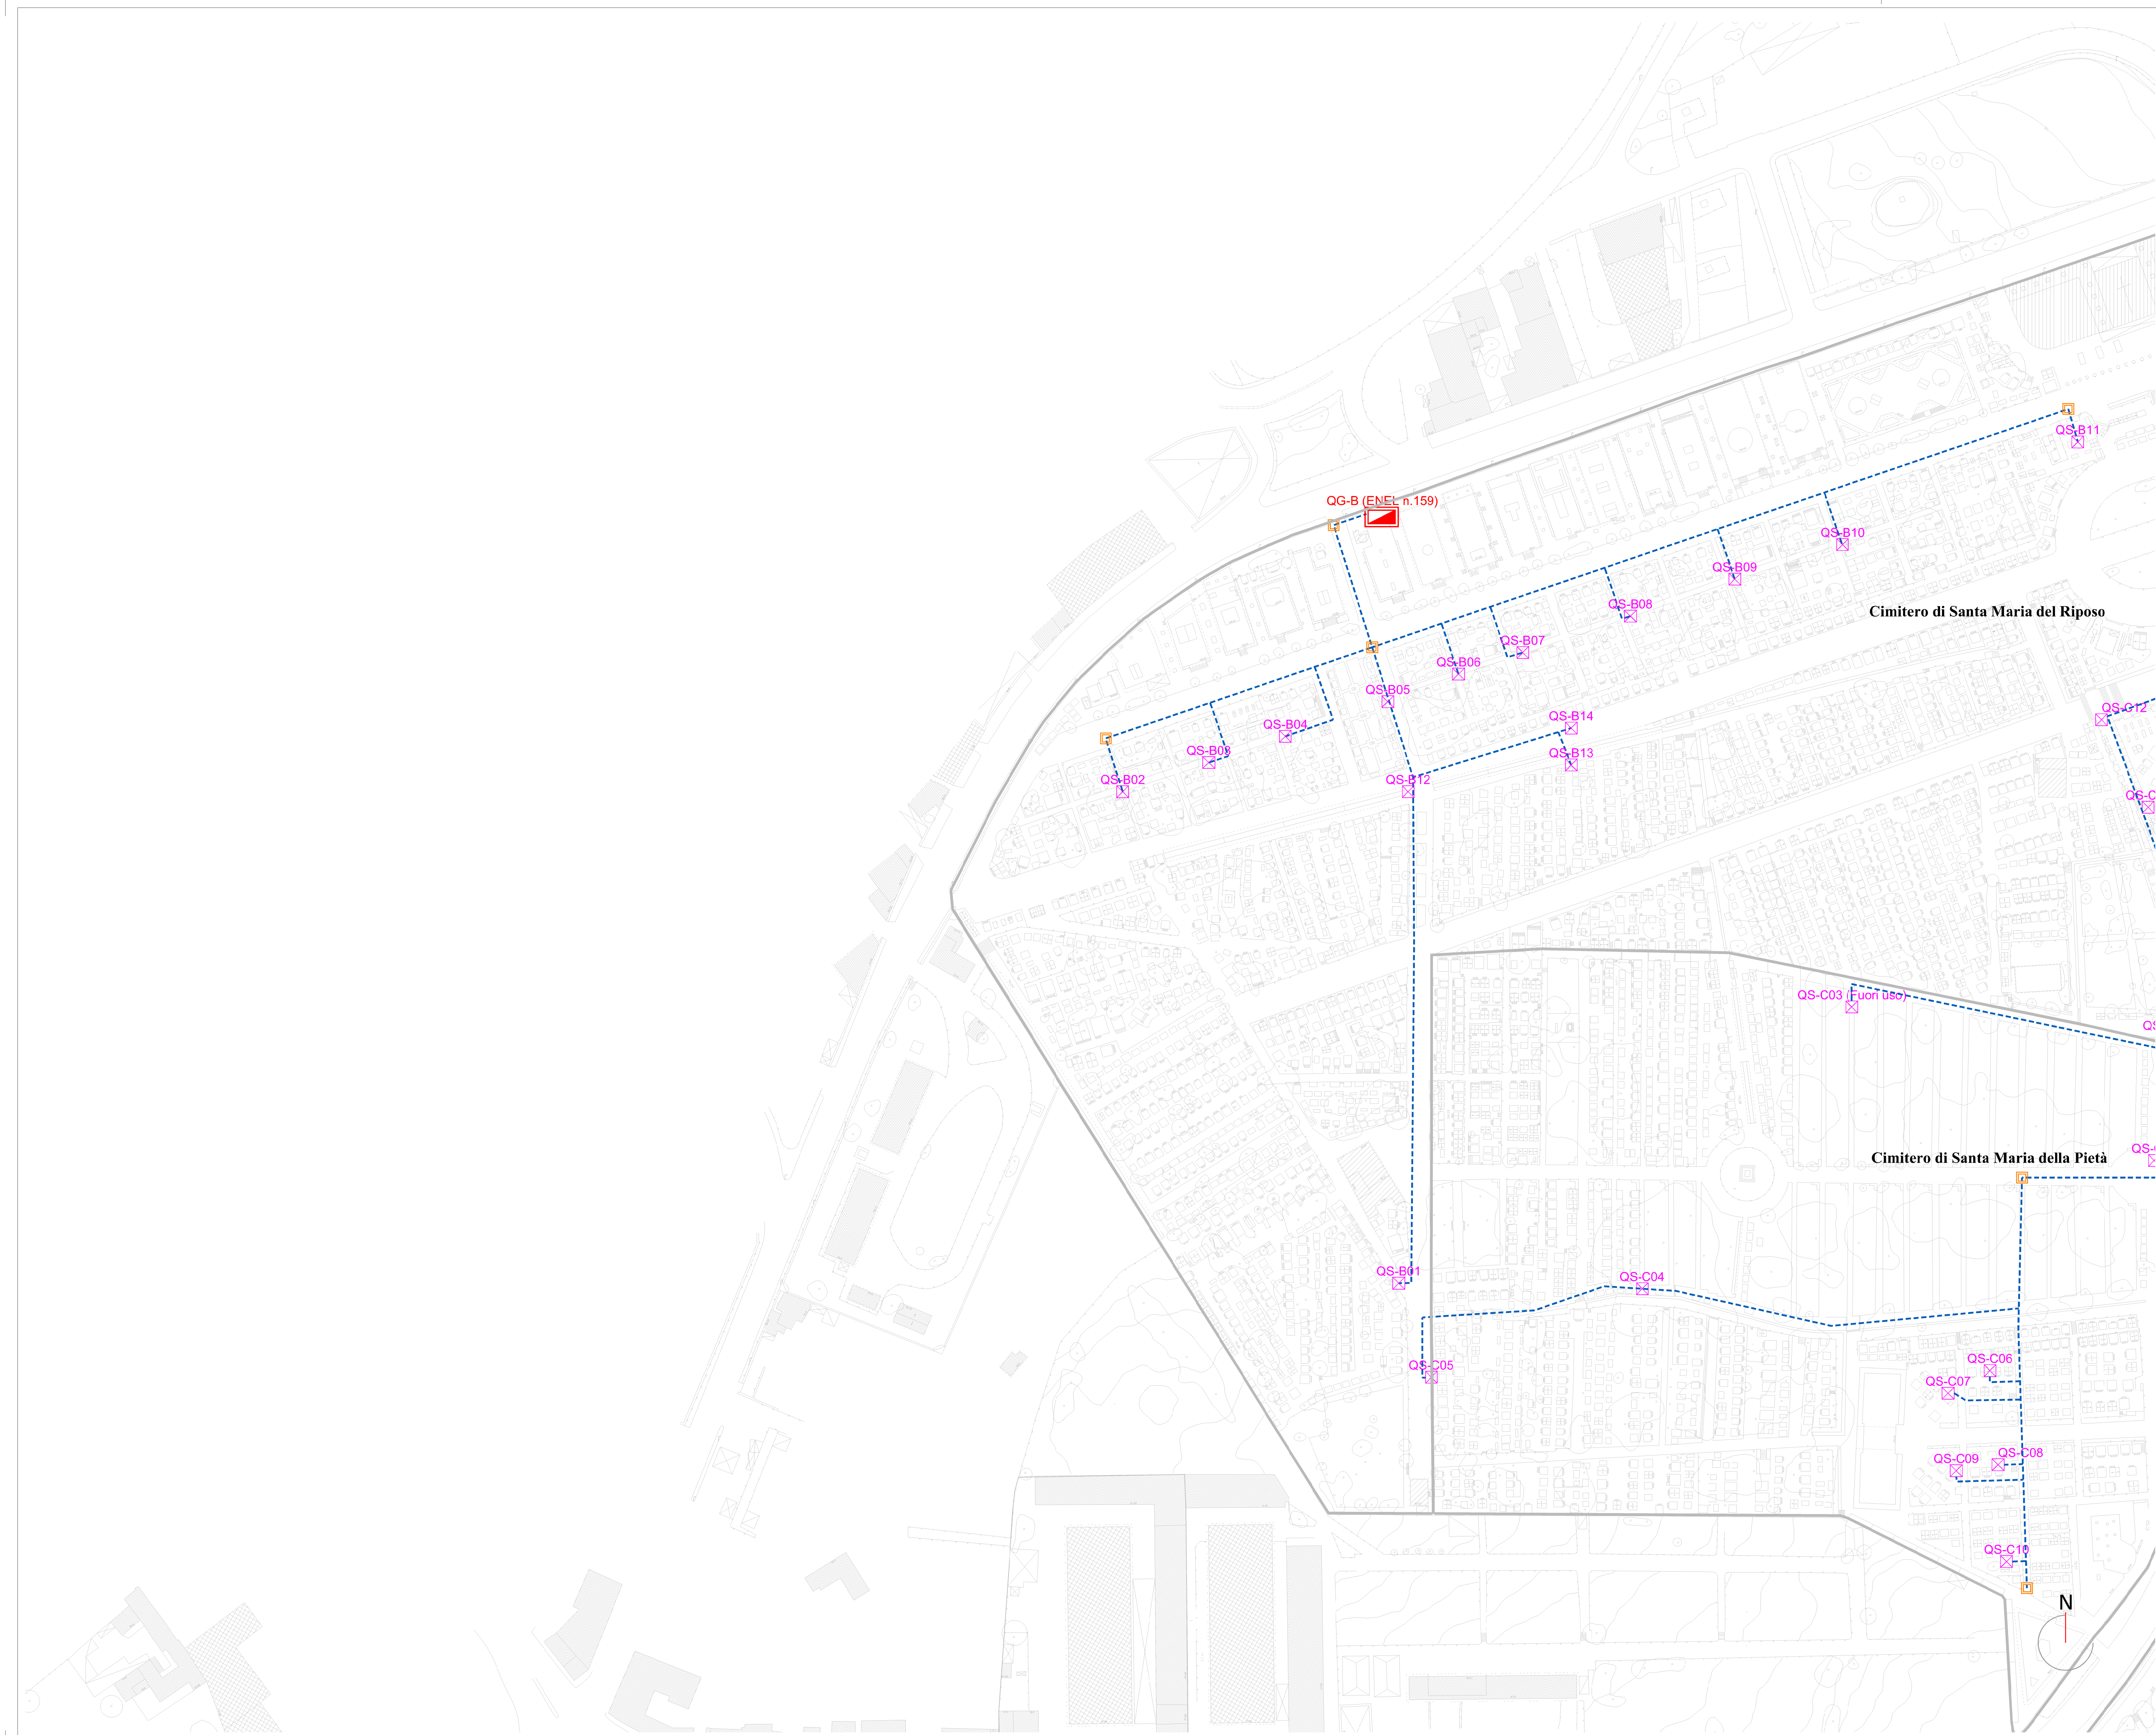 QS-B11
QG-B (ENEL n.159)
QS-B10
QS-B09
QS-B08
Cimitero di Santa Maria del Riposo
QS-B07
QS-B06
QS-B05
QS-C12
QS-B14
QS-B04
QS-B03
QS-B13
QS-B02
QS-B12
QS-C
QS-C03 (Fuori uso)
QS-
Cimitero di Santa Maria della Pietà
QS-B01
QS-C04
QS-C06
QS-C05
QS-C07
QS-C08
QS-C09
QS-C10
N